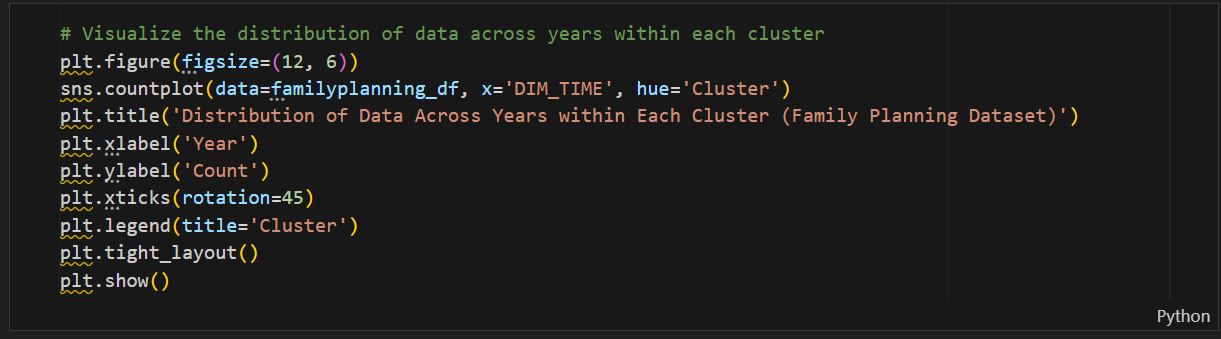 # Visualize the distribution of data across years within each cluster
plt.figure(figsize=(12, 6))
sns.countplot(data=familyplanning_df, x='DIM_TIME', hue='Cluster')
plt.title('Distribution of Data Across Years within Each Cluster (Family Planning Dataset)')
plt.xlabel('Year')
plt.ylabel('Count')
plt.xticks(rotation=45)
plt.legend(title='Cluster')
plt.tight_layout()
plt.show()
Python